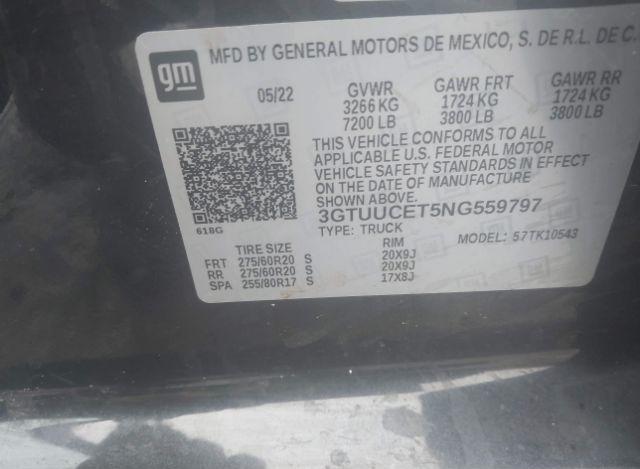 gm
MFD BY GENERAL MOTORS DE MEXICO, S. DE R.L. DE C.
05/22 GVWR GAWR FRT GAWR RR
3266 KG 1724 KG 1724 KG
7200 LB 3800 LB 3800 LB
THIS VEHICLE CONFORMS TO ALL
APPLICABLE U.S. FEDERAL MOTOR
VEHICLE SAFETY STANDARDS IN EFFECT
ON THE DATE OF MANUFACTURE
SHOWN ABOVE.
3GTUUCET5NG559797
618G
TYPE: TRUCK MODEL: 57TK10543
TIRE SIZE RIM
FRT 275/60R20 S 20X9J
RR 275/60R20 S 20X9J
SPA 255/80R17 S 17X8J